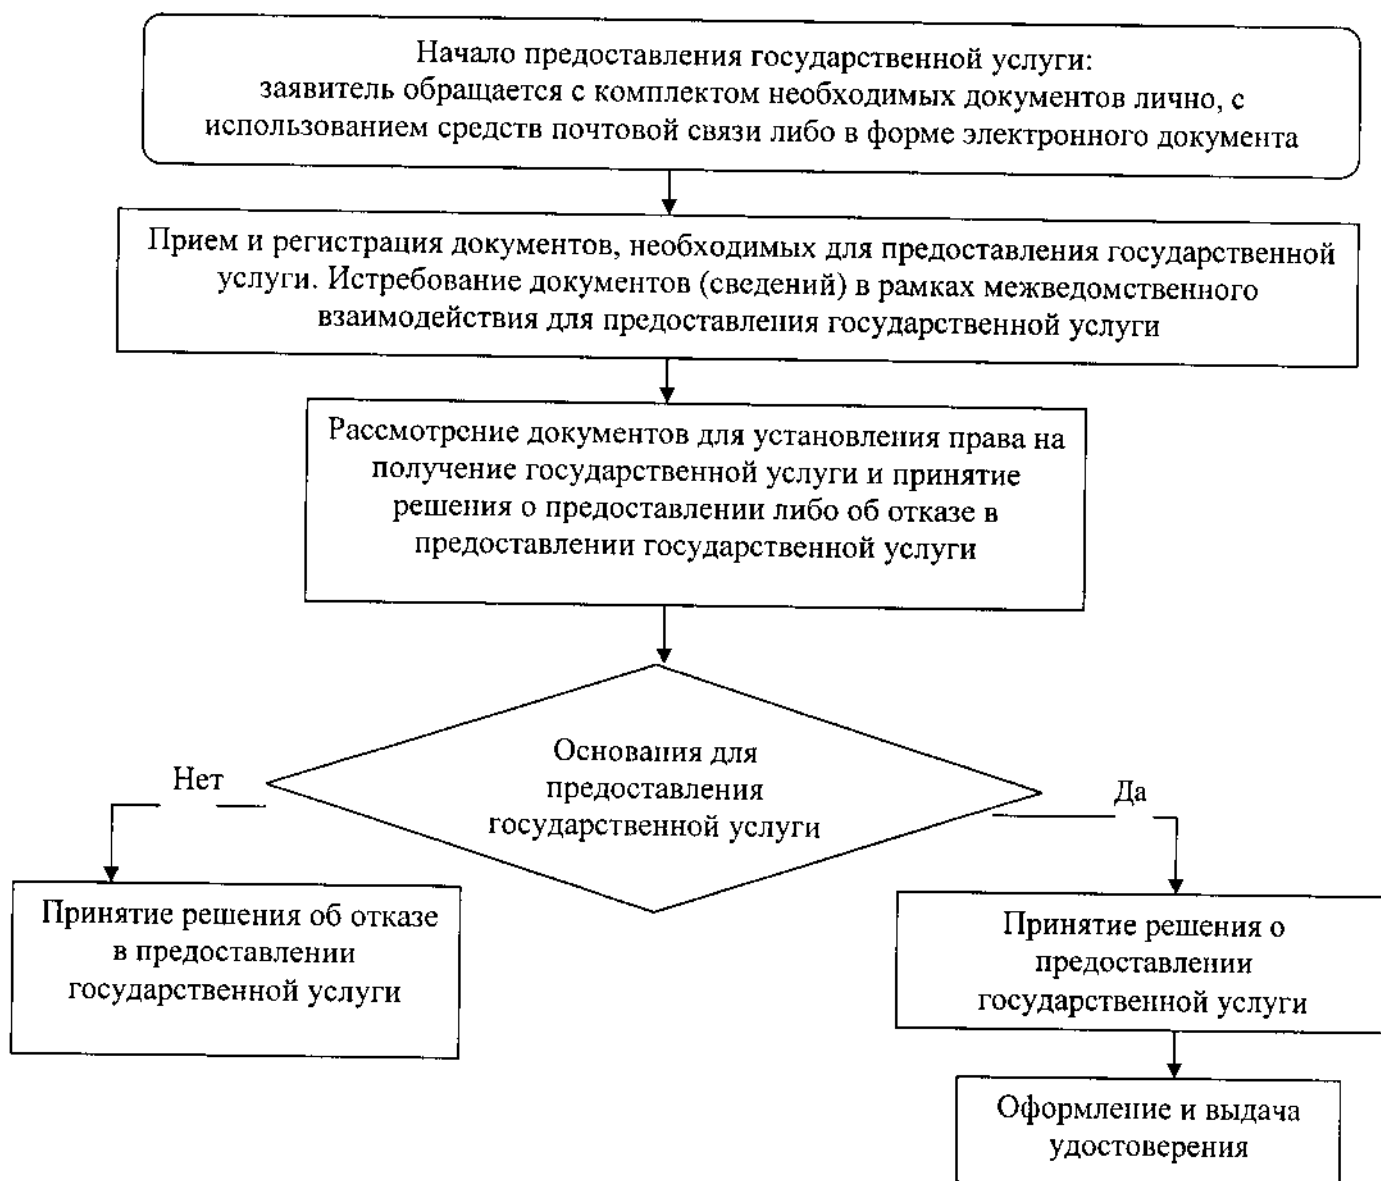 Начало предоставления государственной услуги:
заявитель обращается с комплектом необходимых документов лично, с
использованием средств почтовой связи либо в форме электронного документа
Прием и регистрация документов, необходимых для предоставления государственной
услуги. Истребование документов (сведений) в рамках межведомственного
взаимодействия для предоставления государственной услуги
Рассмотрение документов для установления права на
получение государственной услуги и принятие
решения о предоставлении либо об отказе в
предоставлении государственной услуги
Основания для
предоставления
государственной услуги
Нет
Да
Принятие решения об отказе
в предоставлении
государственной услуги
Принятие решения о
предоставлении
государственной услуги
Оформление и выдача
удостоверения